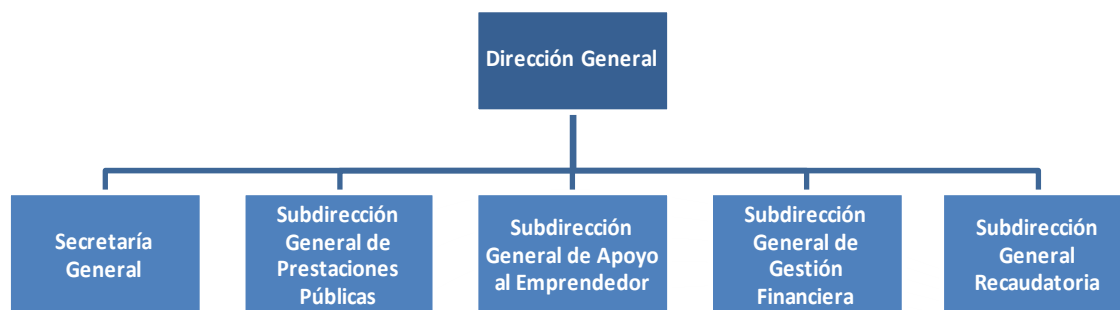 Dirección General
Secretaría
General
Subdirección
General de
Prestaciones
Públicas
Subdirección
General de Apoyo
al Emprendedor
Subdirección
General de
Gestión
Financiera
Subdirección
General
Recaudatoria